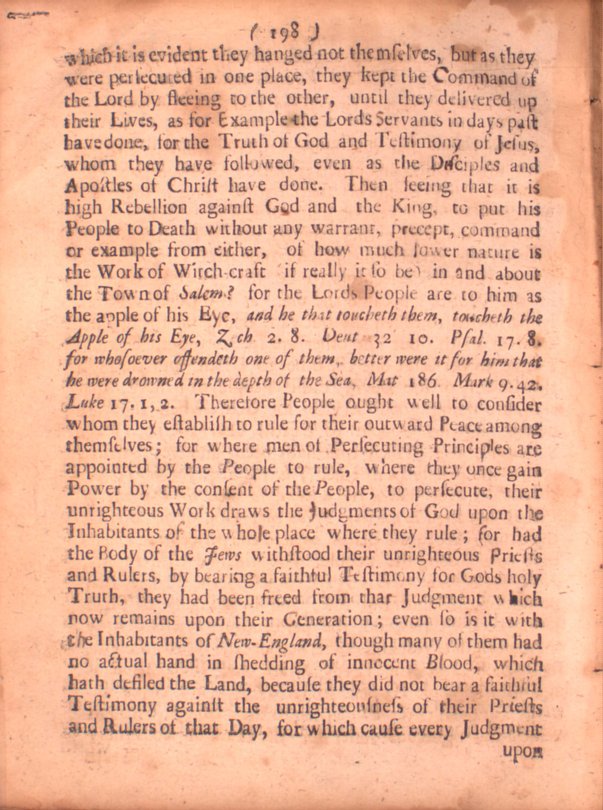 ( 198 )
which it is evident they hanged not themſelves, but as they
were perſecuted in one place, they kept the Command of
the Lord by fleeing to the other, until they delivered up
their Lives, as for Example the Lords Servants in days paſt
have done, for the Truth of God and Teſtimony of Jeſus,
whom they have followed, even as the Diſciples and
Apoſtles of Chriſt have done. Then ſeeing that it is
high Rebellion againſt God and the King, to put his
People to Death without any warrant, precept, command
or example from either, of how much lower nature is
the Work of Witch-craft (if really it ſo be) in and about
the Town of Salem? for the Lords People are to him as
the apple of his Eye, and he that toucheth them, toucheth the
Apple of his Eye, Zech. 2. 8. Deut 32 10. Pſal. 17. 8.
for whoſoever offendeth one of them, better were it for him that
he were drowned in the depth of the Sea, Mat 186. Mark 9.42.
Luke 17. 1, 2. Therefore People ought well to conſider
whom they eſtabliſh to rule for their outward Peace among
themſelves; for where men of Perſecuting Principles are
appointed by the People to rule, where they once gain
Power by the conſent of the People, to perſecute, their
unrighteous Work draws the Judgments of God upon the
Inhabitants of the whole place where they rule; for had
the Body of the Jews withſtood their unrighteous Prieſts
and Rulers, by bearing a faithful Teſtimony for Gods holy
Truth, they had been freed from that Judgment which
now remains upon their Generation; even ſo is it with
the Inhabitants of New-England, though many of them had
no actual hand in ſhedding of innocent Blood, which
hath defiled the Land, becauſe they did not bear a faithful
Teſtimony againſt the unrighteouſneſs of their Prieſts
and Rulers of that Day, for which cauſe every Judgment
upon